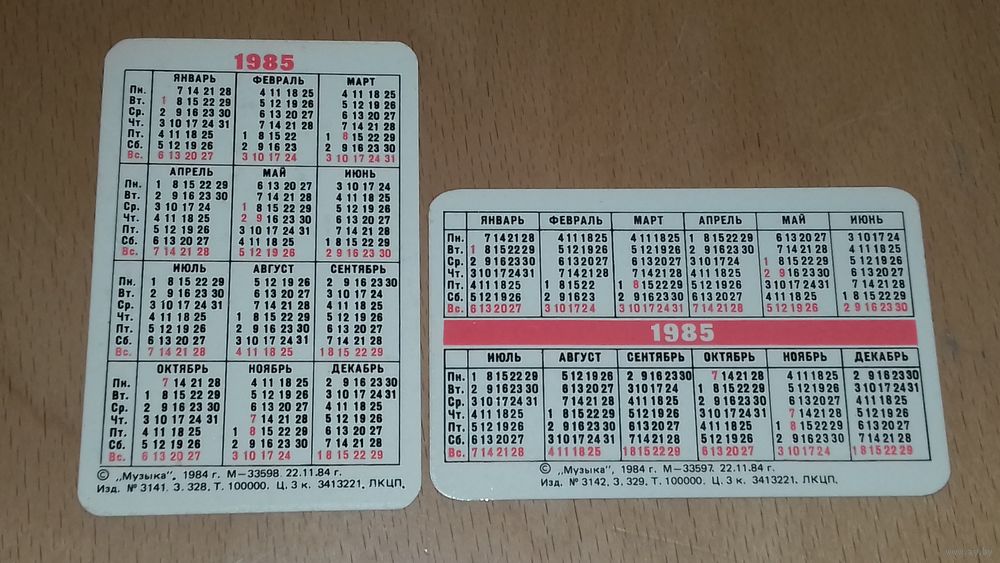 1985
ЯНВАРЬ ФЕВРАЛЬ МАРТ
Пн. 7 14 21 28 4 11 18 25 4 11 18 25
Вт. 1 8 15 22 29 5 12 19 26 5 12 19 26
Ср. 2 9 16 23 30 6 13 20 27 6 13 20 27
Чт. 3 10 17 24 31 7 14 21 28 7 14 21 28
Пт. 4 11 18 25 1 8 15 22 1 8 15 22 29
Сб. 5 12 19 26 2 9 16 23 2 9 16 23 30
Вс. 6 13 20 27 3 10 17 24 3 10 17 24 31
АПРЕЛЬ МАЙ ИЮНЬ
Пн. 1 8 15 22 29 6 13 20 27 3 10 17 24
Вт. 2 9 16 23 30 7 14 21 28 4 11 18 25
Ср. 3 10 17 24 1 8 15 22 29 5 12 19 26
Чт. 4 11 18 25 2 9 16 23 30 6 13 20 27
Пт. 5 12 19 26 3 10 17 24 31 7 14 21 28
Сб. 6 13 20 27 4 11 18 25 1 8 15 22 29
Вс. 7 14 21 28 5 12 19 26 2 9 16 23 30
ИЮЛЬ АВГУСТ СЕНТЯБРЬ
Пн. 1 8 15 22 29 5 12 19 26 2 9 16 23 30
Вт. 2 9 16 23 30 6 13 20 27 3 10 17 24
Ср. 3 10 17 24 31 7 14 21 28 4 11 18 25
Чт. 4 11 18 25 1 8 15 22 29 5 12 19 26
Пт. 5 12 19 26 2 9 16 23 30 6 13 20 27
Сб. 6 13 20 27 3 10 17 24 31 7 14 21 28
Вс. 7 14 21 28 4 11 18 25 1 8 15 22 29
ОКТЯБРЬ НОЯБРЬ ДЕКАБРЬ
Пн. 7 14 21 28 4 11 18 25 2 9 16 23 30
Вт. 1 8 15 22 29 5 12 19 26 3 10 17 24 31
Ср. 2 9 16 23 30 6 13 20 27 4 11 18 25
Чт. 3 10 17 24 31 7 14 21 28 5 12 19 26
Пт. 4 11 18 25 1 8 15 22 29 6 13 20 27
Сб. 5 12 19 26 2 9 16 23 30 7 14 21 28
Вс. 6 13 20 27 3 10 17 24 1 8 15 22 29
© „Музыка", 1984 г. М—33598. 22.11.84 г.
Изд. № 3141. З. 328. Т. 100000. Ц. 3 к. 3413221. ЛКЦП.
ЯНВАРЬ ФЕВРАЛЬ МАРТ АПРЕЛЬ МАЙ ИЮНЬ
Пн. 7 14 21 28 4 11 18 25 4 11 18 25 1 8 15 22 29 6 13 20 27 3 10 17 24
Вт. 1 8 15 22 29 5 12 19 26 5 12 19 26 2 9 16 23 30 7 14 21 28 4 11 18 25
Ср. 2 9 16 23 30 6 13 20 27 6 13 20 27 3 10 17 24 1 8 15 22 29 5 12 19 26
Чт. 3 10 17 24 31 7 14 21 28 7 14 21 28 4 11 18 25 2 9 16 23 30 6 13 20 27
Пт. 4 11 18 25 1 8 15 22 1 8 15 22 29 5 12 19 26 3 10 17 24 31 7 14 21 28
Сб. 5 12 19 26 2 9 16 23 2 9 16 23 30 6 13 20 27 4 11 18 25 1 8 15 22 29
Вс. 6 13 20 27 3 10 17 24 3 10 17 24 31 7 14 21 28 5 12 19 26 2 9 16 23 30
1985
ИЮЛЬ АВГУСТ СЕНТЯБРЬ ОКТЯБРЬ НОЯБРЬ ДЕКАБРЬ
Пн. 1 8 15 22 29 5 12 19 26 2 9 16 23 30 7 14 21 28 4 11 18 25 2 9 16 23 30
Вт. 2 9 16 23 30 6 13 20 27 3 10 17 24 1 8 15 22 29 5 12 19 26 3 10 17 24 31
Ср. 3 10 17 24 31 7 14 21 28 4 11 18 25 2 9 16 23 30 6 13 20 27 4 11 18 25
Чт. 4 11 18 25 1 8 15 22 29 5 12 19 26 3 10 17 24 31 7 14 21 28 5 12 19 26
Пт. 5 12 19 26 2 9 16 23 30 6 13 20 27 4 11 18 25 1 8 15 22 29 6 13 20 27
Сб. 6 13 20 27 3 10 17 24 31 7 14 21 28 5 12 19 26 2 9 16 23 30 7 14 21 28
Вс. 7 14 21 28 4 11 18 25 1 8 15 22 29 6 13 20 27 3 10 17 24 1 8 15 22 29
© „Музыка", 1984 г. М—33597. 22.11.84 г.
Изд. № 3142. З. 329. Т. 100000. Ц. 3 к. 3413221. ЛКЦП.